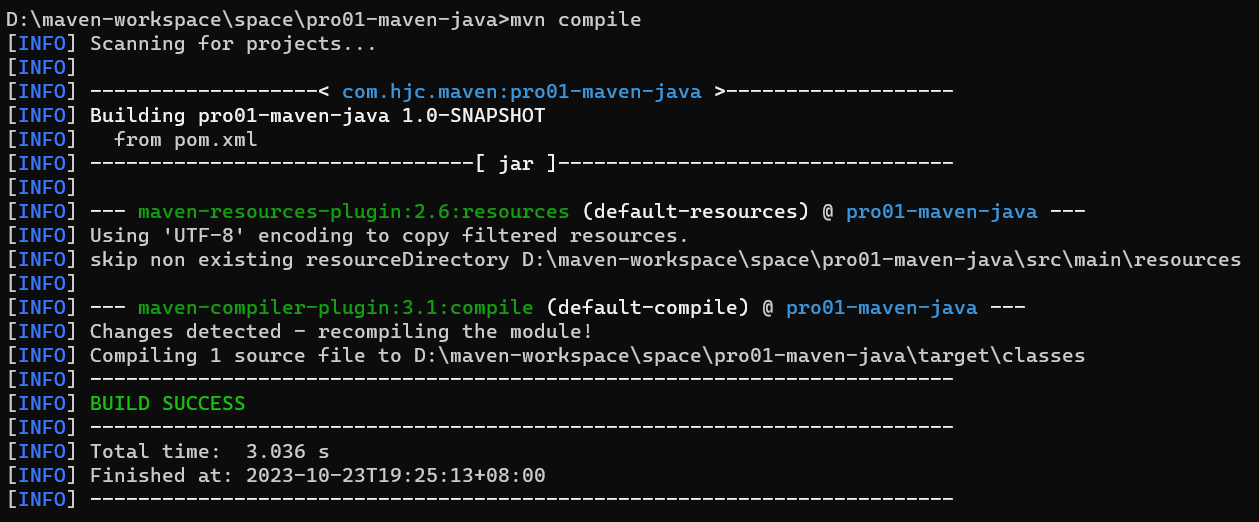 D:\maven-workspace\space\pro01-maven-java>mvn compile
[INFO] Scanning for projects...
[INFO]
[INFO] -------------------< com.hjc.maven:pro01-maven-java >-------------------
[INFO] Building pro01-maven-java 1.0-SNAPSHOT
[INFO]   from pom.xml
[INFO] --------------------------------[ jar ]---------------------------------
[INFO]
[INFO] --- maven-resources-plugin:2.6:resources (default-resources) @ pro01-maven-java ---
[INFO] Using 'UTF-8' encoding to copy filtered resources.
[INFO] skip non existing resourceDirectory D:\maven-workspace\space\pro01-maven-java\src\main\resources
[INFO]
[INFO] --- maven-compiler-plugin:3.1:compile (default-compile) @ pro01-maven-java ---
[INFO] Changes detected - recompiling the module!
[INFO] Compiling 1 source file to D:\maven-workspace\space\pro01-maven-java\target\classes
[INFO] ------------------------------------------------------------------------
[INFO] BUILD SUCCESS
[INFO] ------------------------------------------------------------------------
[INFO] Total time:  3.036 s
[INFO] Finished at: 2023-10-23T19:25:13+08:00
[INFO] ------------------------------------------------------------------------